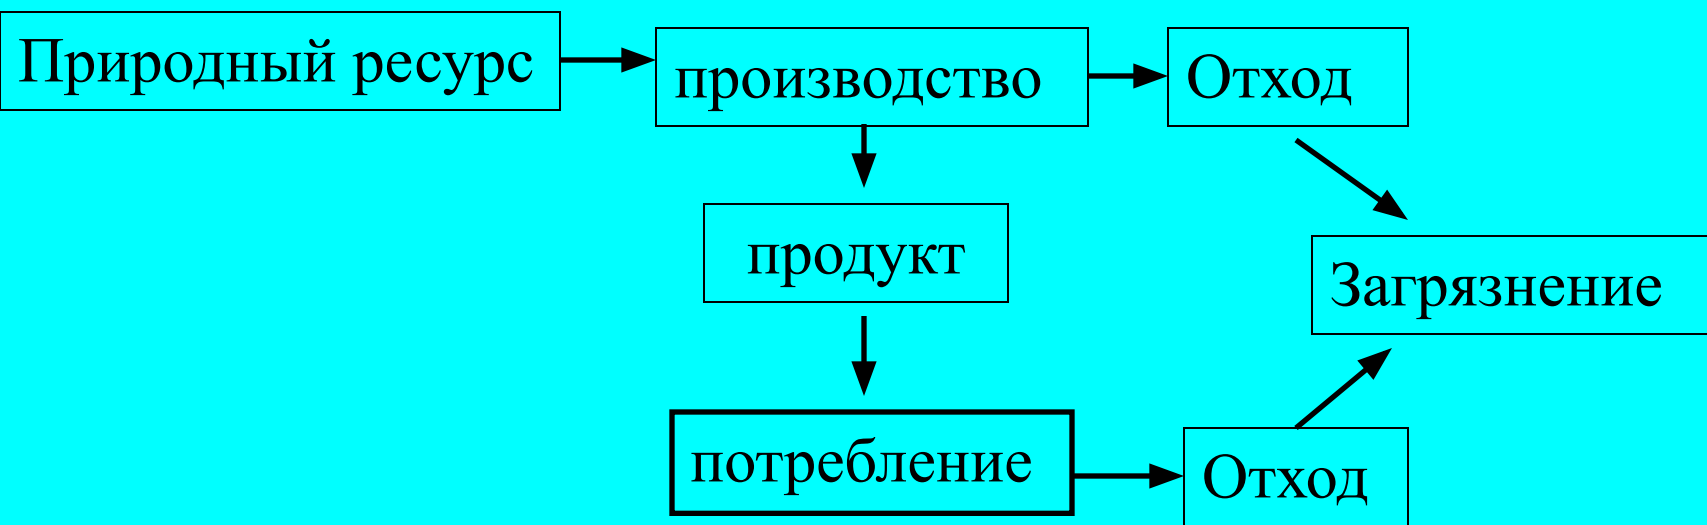 Природный ресурс
производство
Отход
продукт
Загрязнение
потребление
Отход